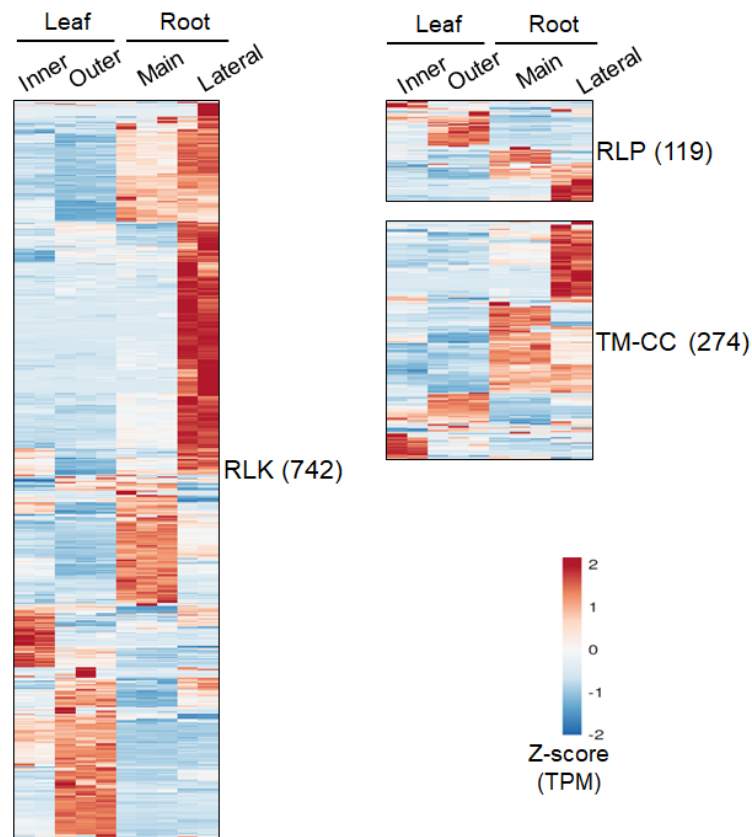 Leaf Root
Inner Outer Main Lateral
RLK (742)
Leaf Root
Inner Outer Main Lateral
RLP (119)
TM-CC (274)
2
1
0
-1
-2
Z-score
(TPM)